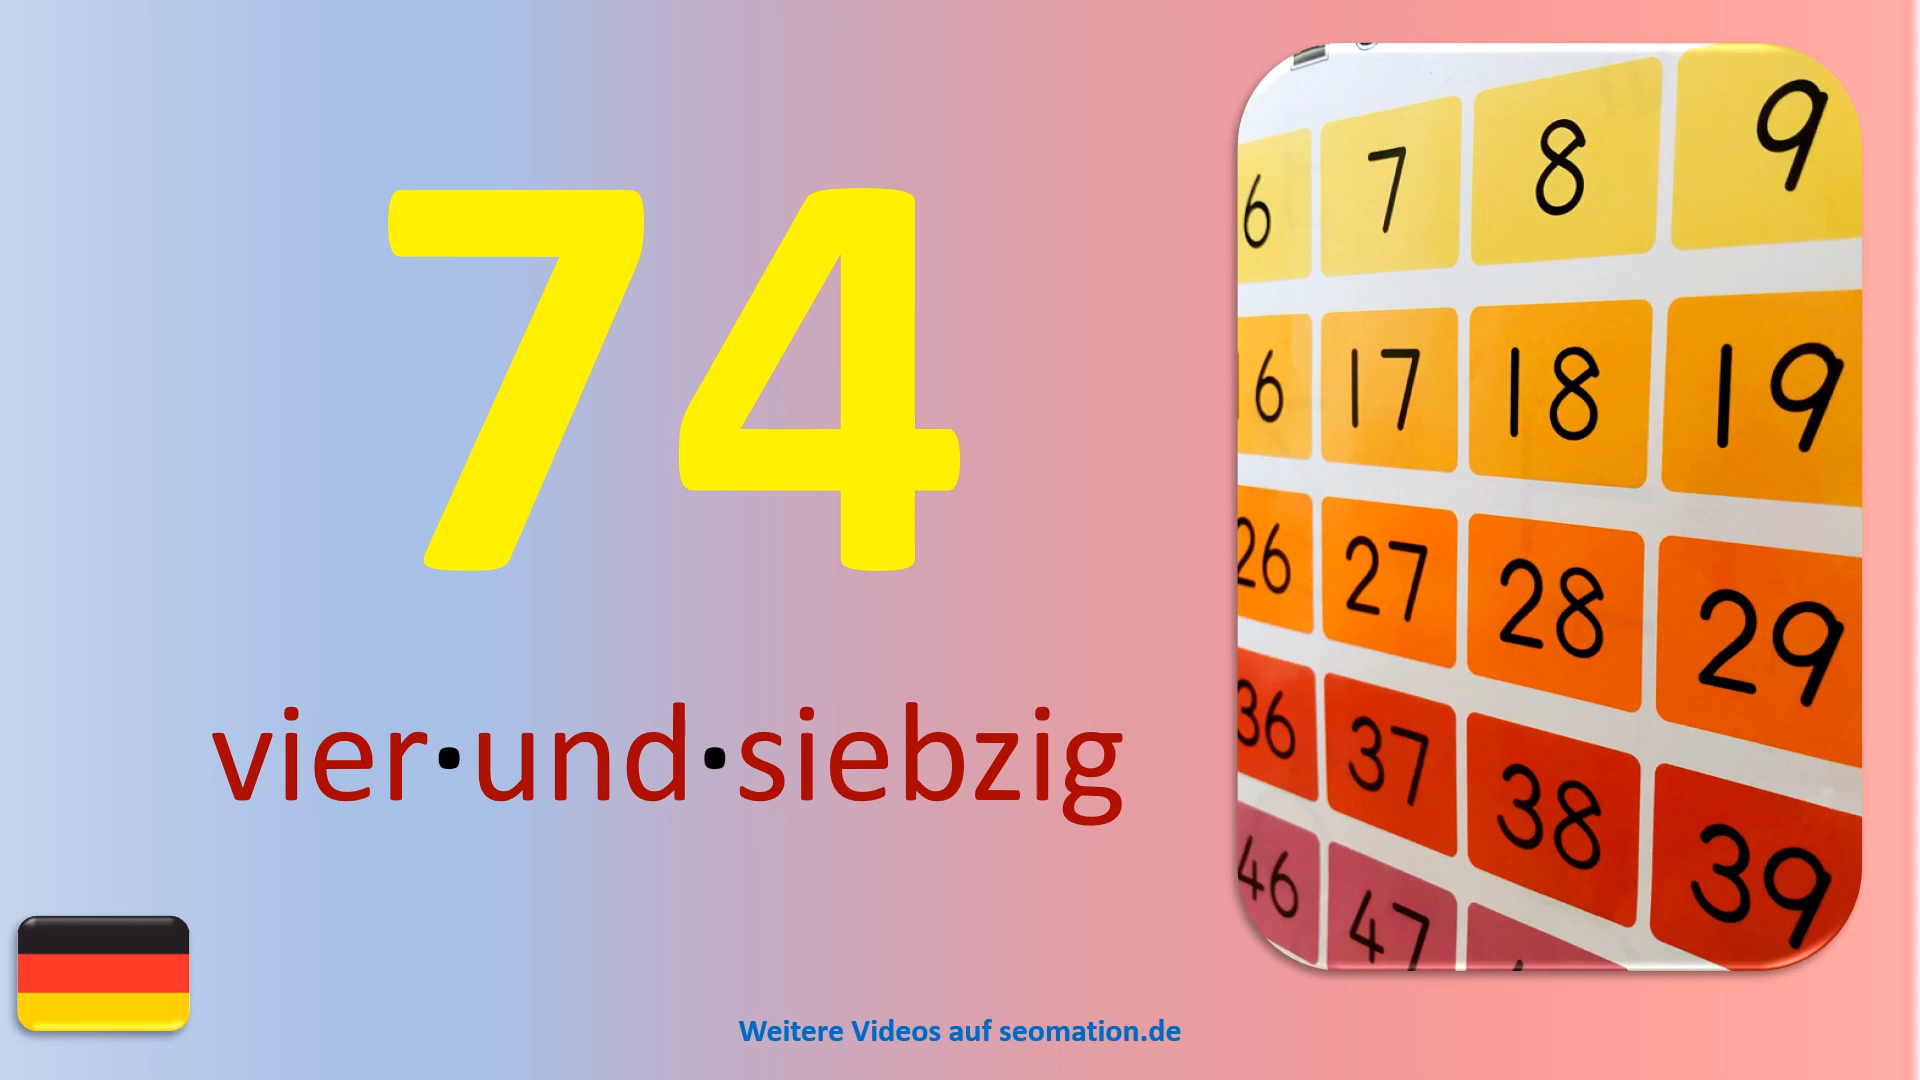 74
vier·und·siebzig
6 7 8 9
16 17 18 19
26 27 28 29
36 37 38 39
46 47
Weitere Videos auf seomation.de